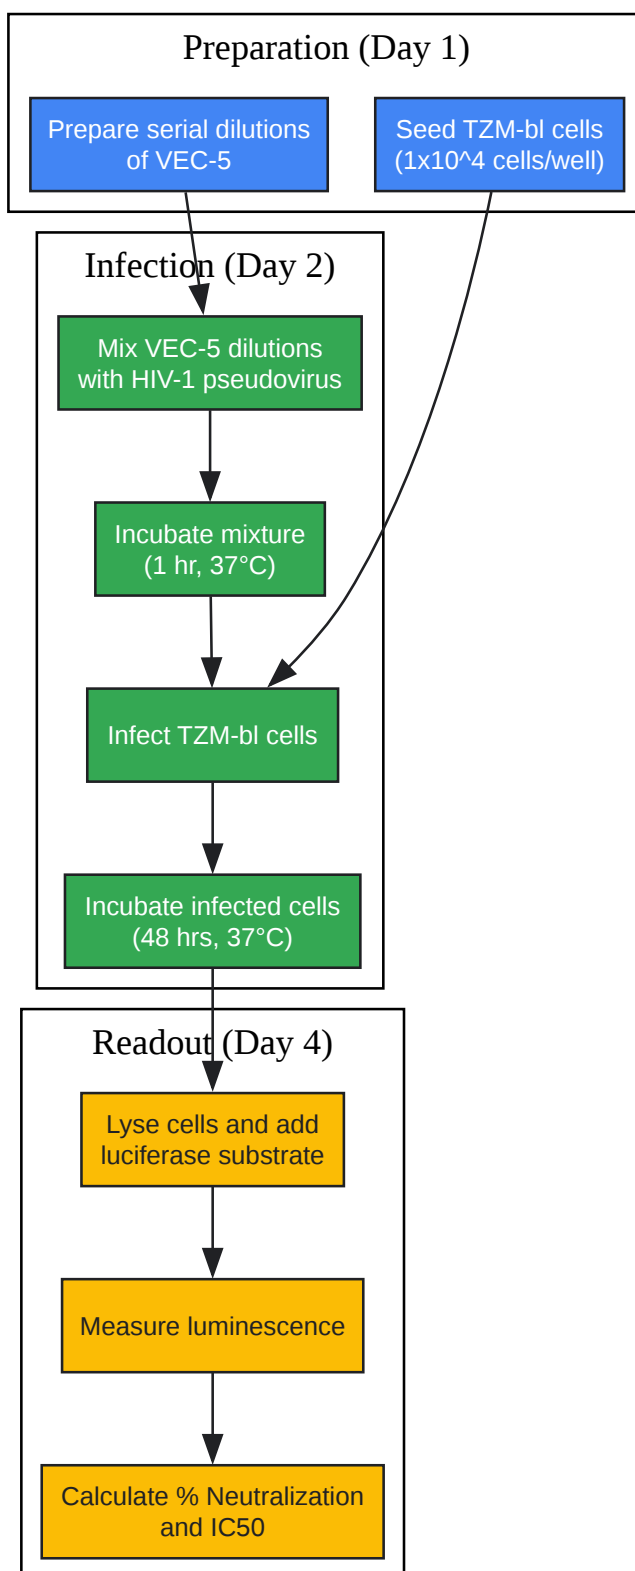 Preparation (Day 1)
Prepare serial dilutions
of VEC-5
Seed TZM-bl cells
(1x10^4 cells/well)
Infection (Day 2)
Mix VEC-5 dilutions
with HIV-1 pseudovirus
Incubate mixture
(1 hr, 37°C)
Infect TZM-bl cells
Incubate infected cells
(48 hrs, 37°C)
Readout (Day 4)
Lyse cells and add
luciferase substrate
Measure luminescence
Calculate % Neutralization
and IC50